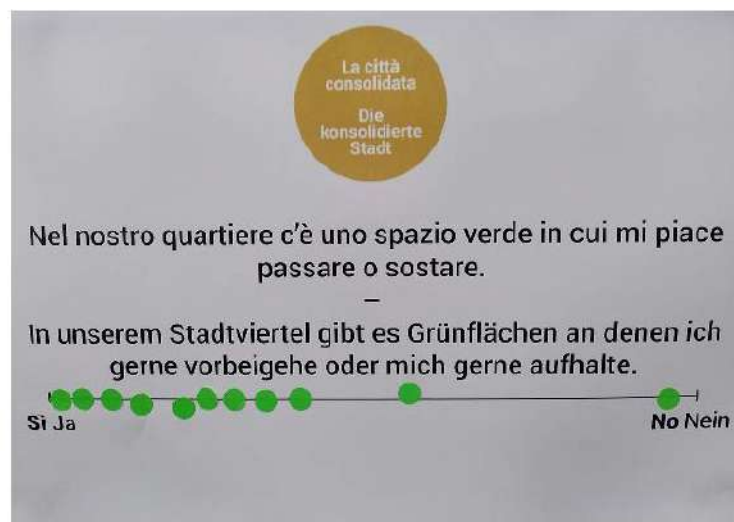 La città
consolidata
Die
konsolidierte
Stadt
Nel nostro quartiere c'è uno spazio verde in cui mi piace
passare o sostare.
–
In unserem Stadtviertel gibt es Grünflächen an denen ich
gerne vorbeigehe oder mich gerne aufhalte.
Sì Ja No Nein